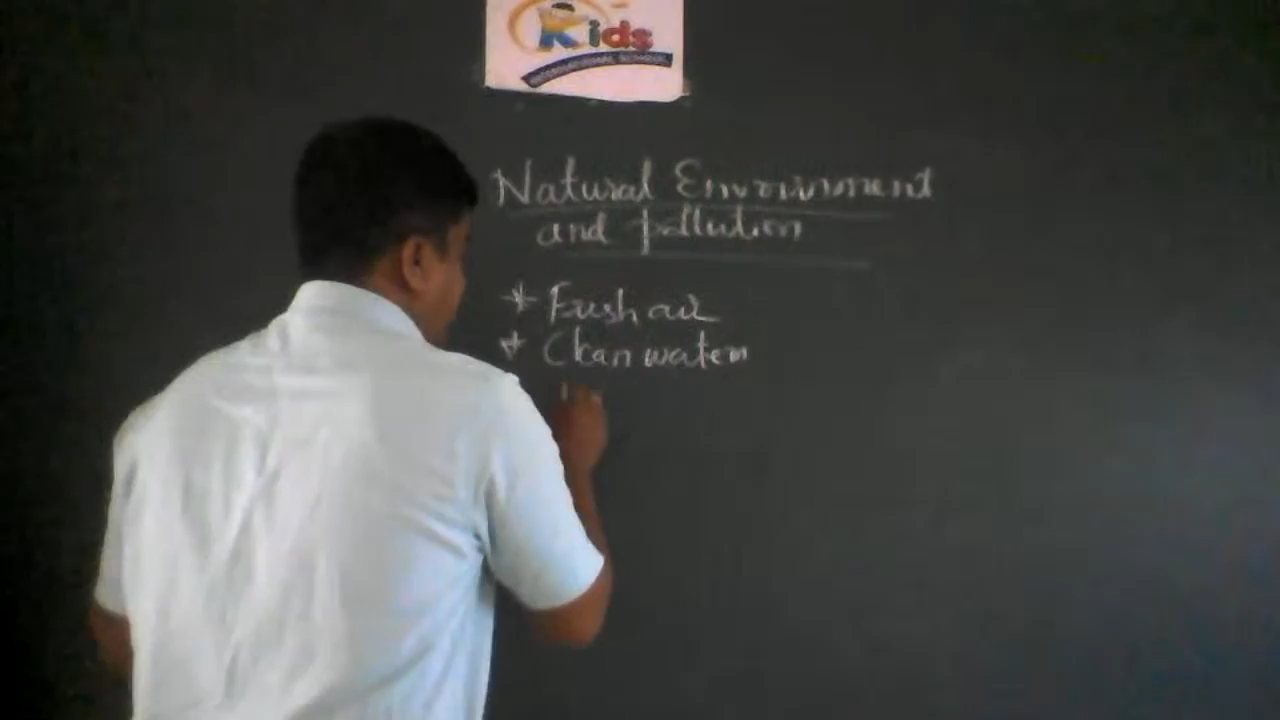 Kids
INTERNATIONAL SCHOOL
Natural Environment
and pollution
* Fresh air
* Clean water